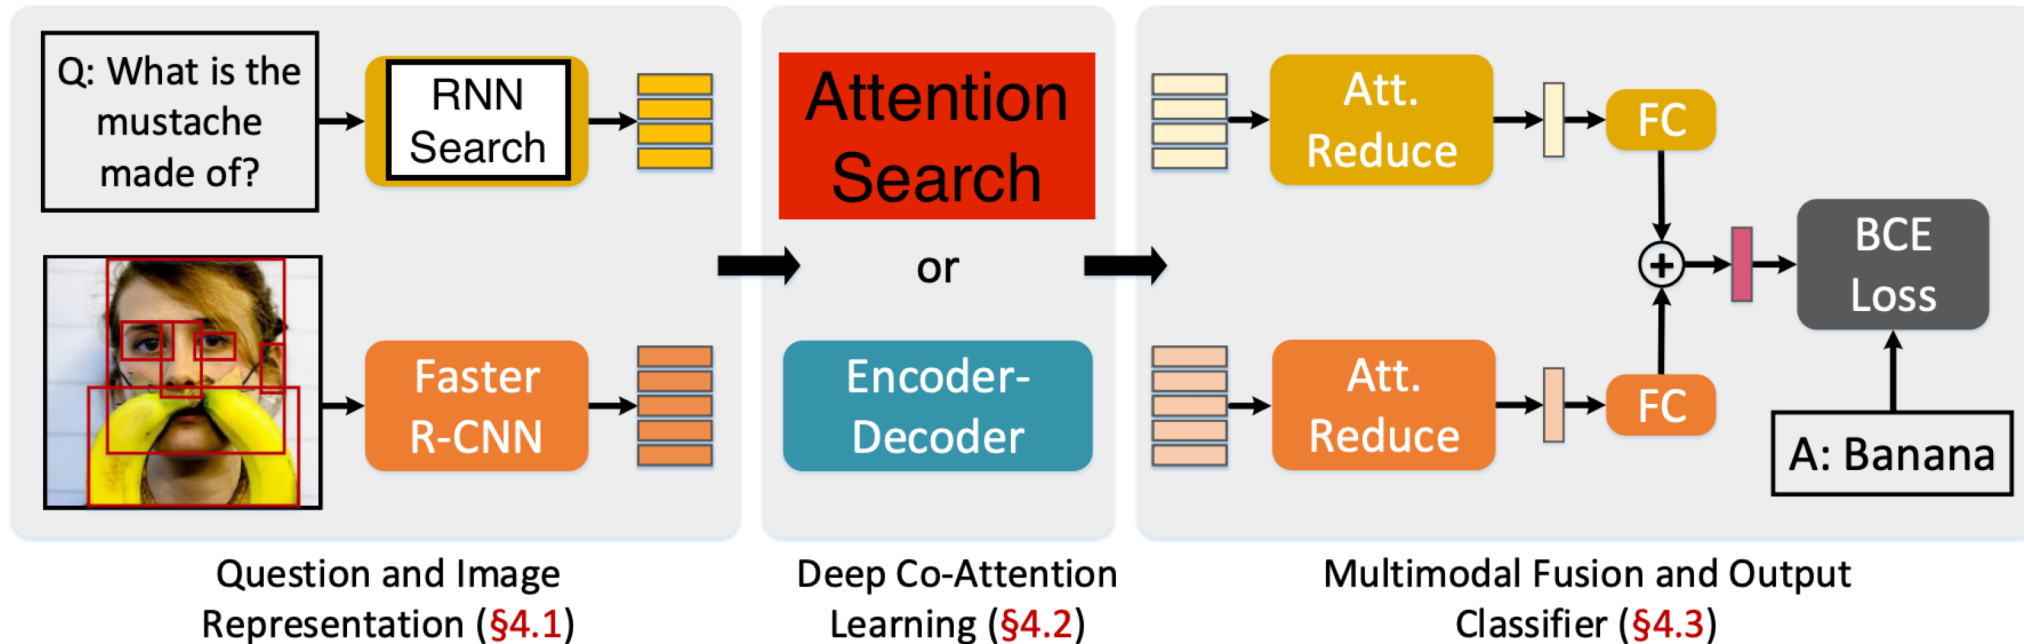 Q: What is the
mustache
made of?
RNN
Search
Faster
R-CNN
Question and Image
Representation (§4.1)
Attention
Search
or
Encoder-
Decoder
Deep Co-Attention
Learning (§4.2)
Att.
Reduce
FC
Att.
Reduce
FC
+
BCE
Loss
A: Banana
Multimodal Fusion and Output
Classifier (§4.3)